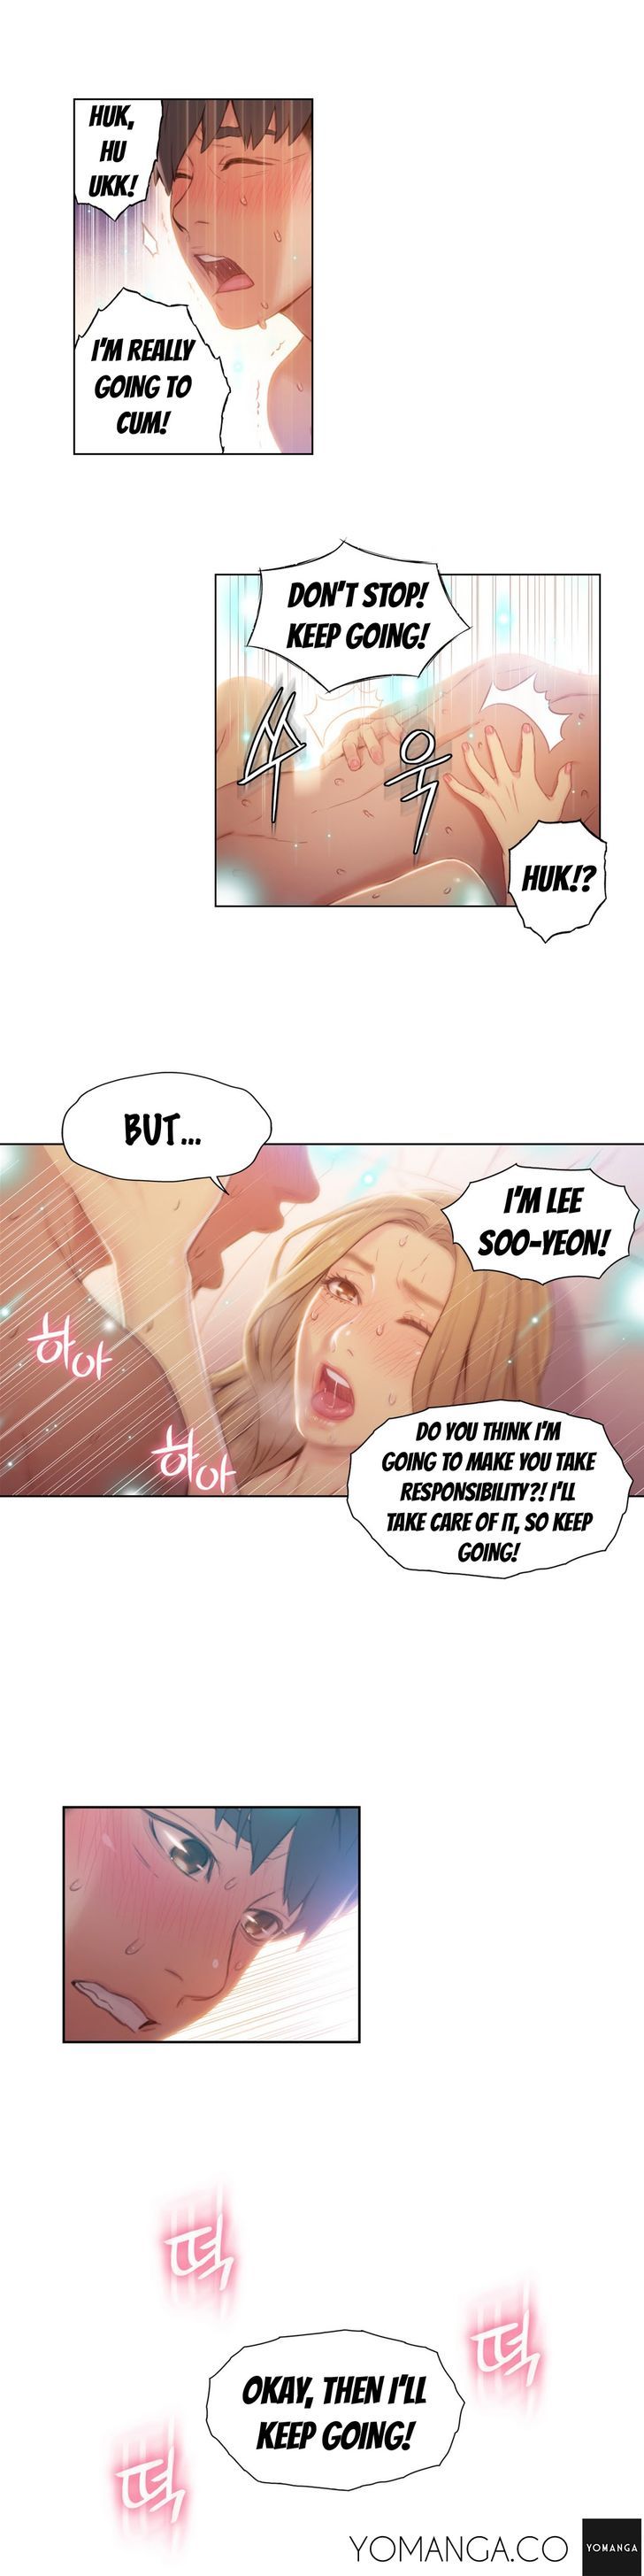 HUK,
HU
UKK!
I'M REALLY
GOING TO
CUM!
DON'T STOP!
KEEP GOING!
쑤
욱
HUK!?
BUT...
I'M LEE
SOO-YEON!
하아
하아
DO YOU THINK I'M
GOING TO MAKE YOU TAKE
RESPONSIBILITY?! I'LL
TAKE CARE OF IT, SO KEEP
GOING!
떡
떡
OKAY, THEN I'LL
KEEP GOING!
떡
YOMANGA.CO
YOMANGA